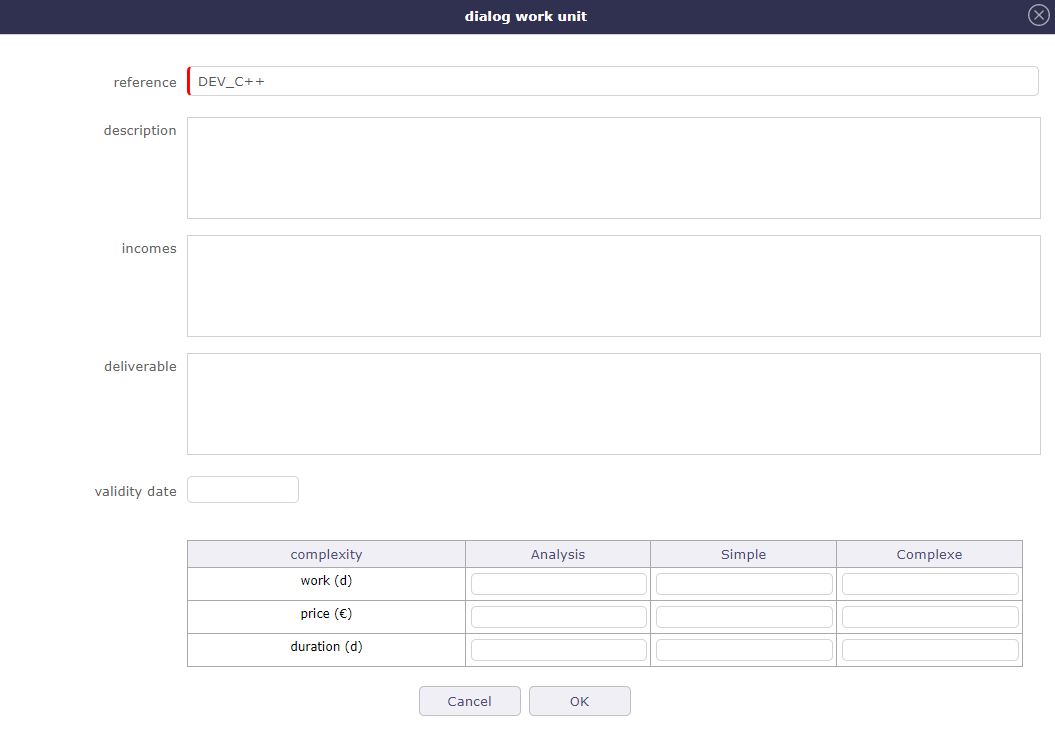 dialog work unit
reference DEV_C++
description
incomes
deliverable
validity date
complexity Analysis Simple Complexe
work (d)
price (€)
duration (d)
Cancel OK